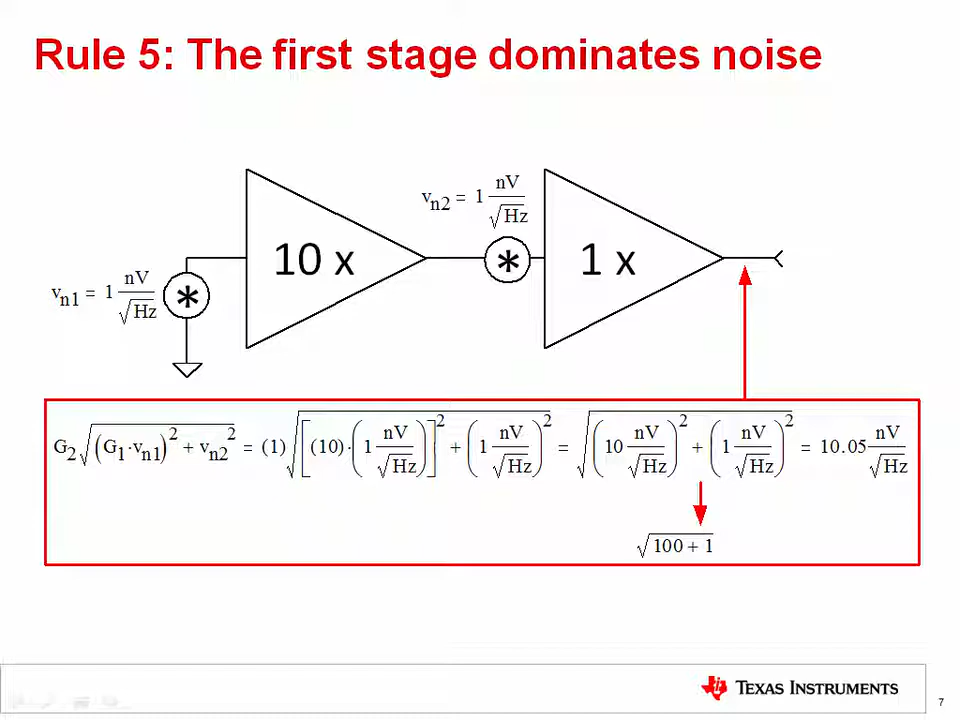 Rule 5: The first stage dominates noise
vn2 = 1 nV/√Hz
10 x
*
1 x
vn1 = 1 nV/√Hz
*
G2√((G1·vn1)² + vn2²) = (1)√([(10)·(1 nV/√Hz)]² + (1 nV/√Hz)²) = √((10 nV/√Hz)² + (1 nV/√Hz)²) = 10.05 nV/√Hz
√(100 + 1)
TEXAS INSTRUMENTS
7